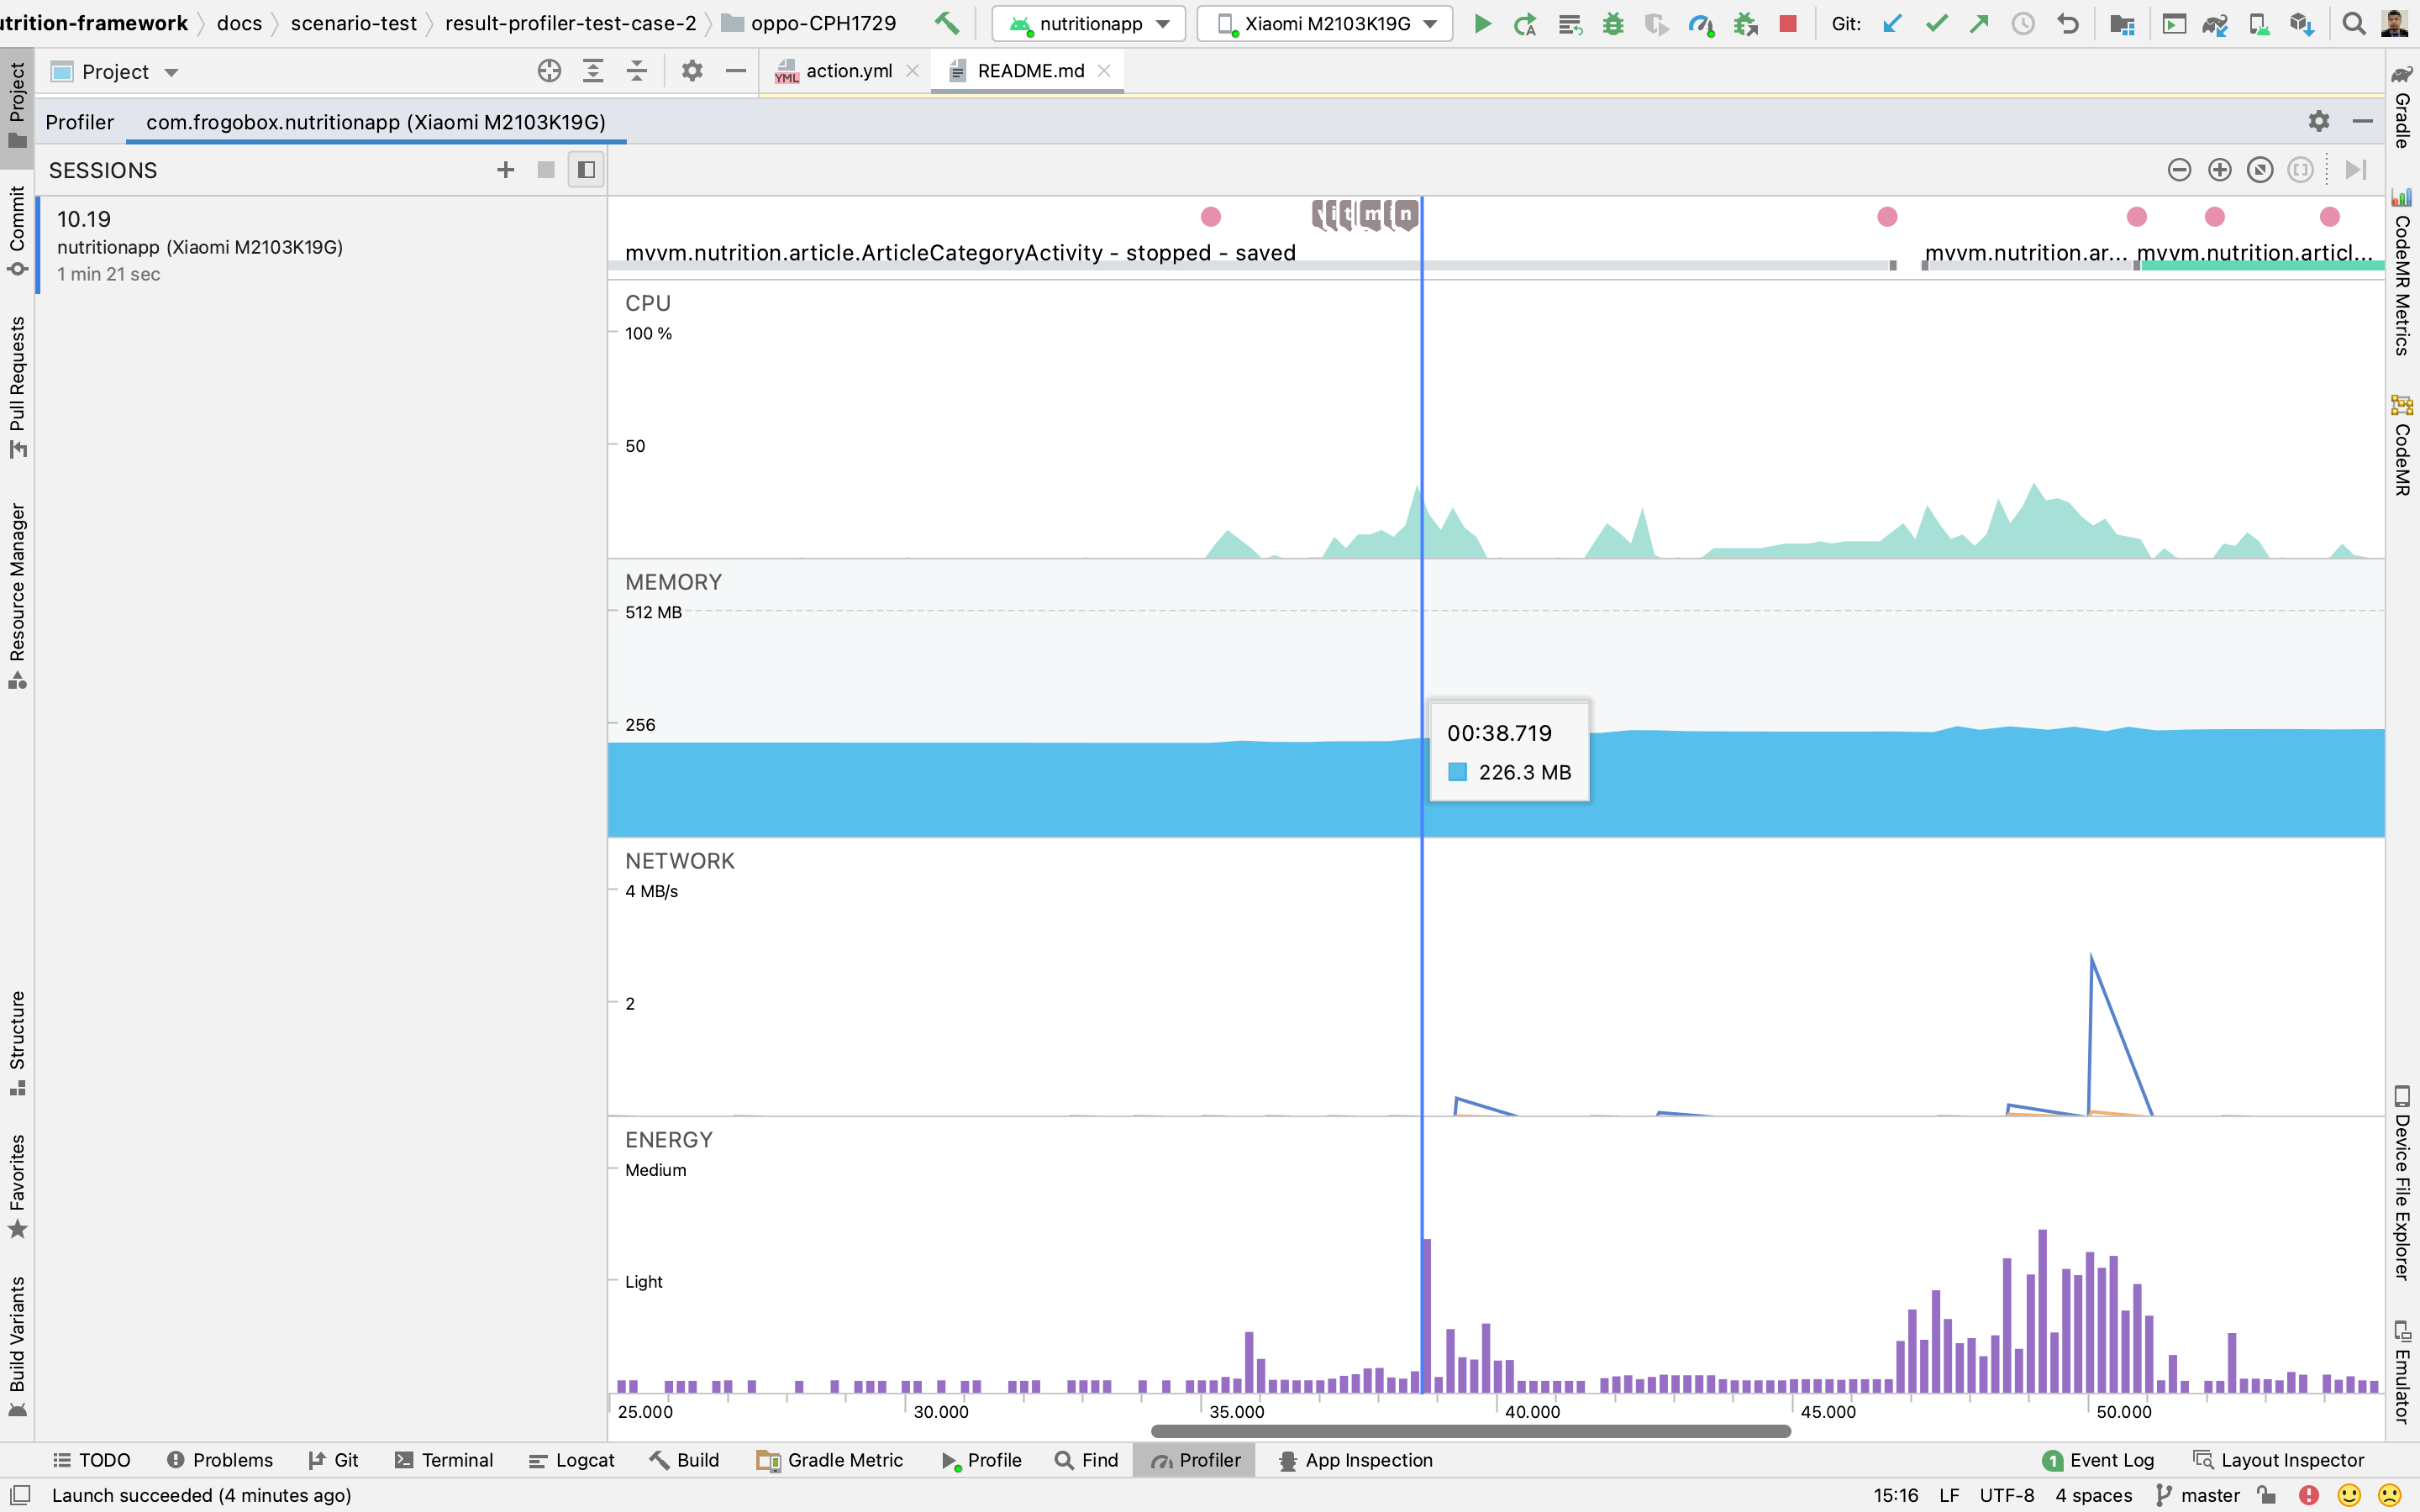 utrition-framework docs scenario-test result-profiler-test-case-2 oppo-CPH1729 nutritionapp Xiaomi M2103K19G Git:
Project action.yml README.md
Profiler com.frogobox.nutritionapp (Xiaomi M2103K19G)
SESSIONS
10.19
nutritionapp (Xiaomi M2103K19G)
1 min 21 sec
mvvm.nutrition.article.ArticleCategoryActivity - stopped - saved mvvm.nutrition.ar... mvvm.nutrition.articl...
CPU
100 %
50
MEMORY
512 MB
256
00:38.719
226.3 MB
NETWORK
4 MB/s
2
ENERGY
Medium
Light
25.000 30.000 35.000 40.000 45.000 50.000
Project
Commit
Pull Requests
Resource Manager
Structure
Favorites
Build Variants
Gradle
CodeMR Metrics
CodeMR
Device File Explorer
Emulator
TODO Problems Git Terminal Logcat Build Gradle Metric Profile Find Profiler App Inspection 1 Event Log Layout Inspector
Launch succeeded (4 minutes ago) 15:16 LF UTF-8 4 spaces master